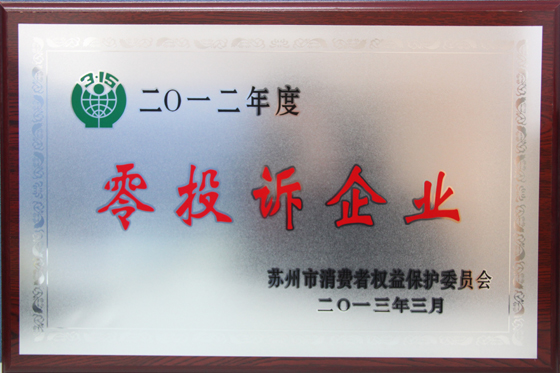 3·15
二〇一二年度
零投诉企业
苏州市消费者权益保护委员会
二〇一三年三月